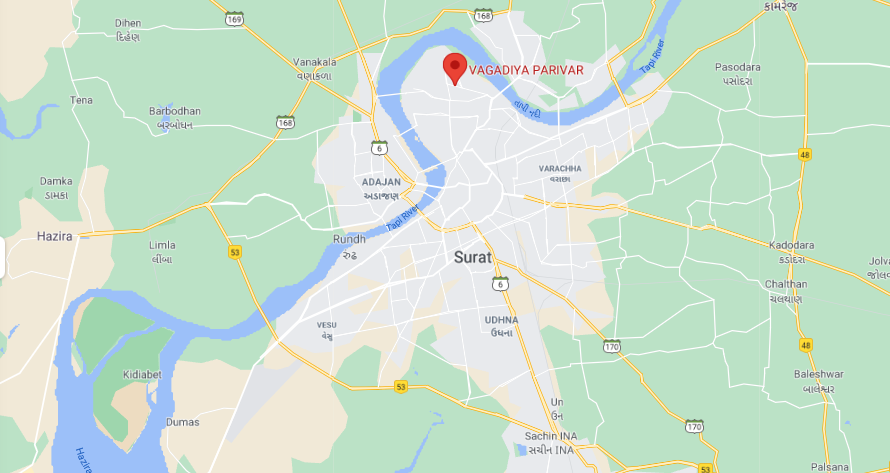 Dihen
દિહેણ
169
168
કામરેજ
Vanakala
વણાકળા
VAGADIYA PARIVAR
Tapi River
Pasodara
પસોદરા
Tena
Barbodhan
બરબોધન
168
તાપી નદી
6
48
VARACHHA
વરાછા
Damka
ડામકા
ADAJAN
અડાજણ
Tapi River
Hazira
Limla
લીંબા
53
Rundh
રૂંઢ
Surat
Kadodara
કડોદરા
Jolva
6
Chalthan
ચલથાણ
VESU
વેસુ
UDHNA
ઉધના
170
48
Kidiabet
53
Baleshwar
બાલેશ્વર
Dumas
Un
ઉન
170
Sachin INA
સચીન INA
Hazira
53
Palsana